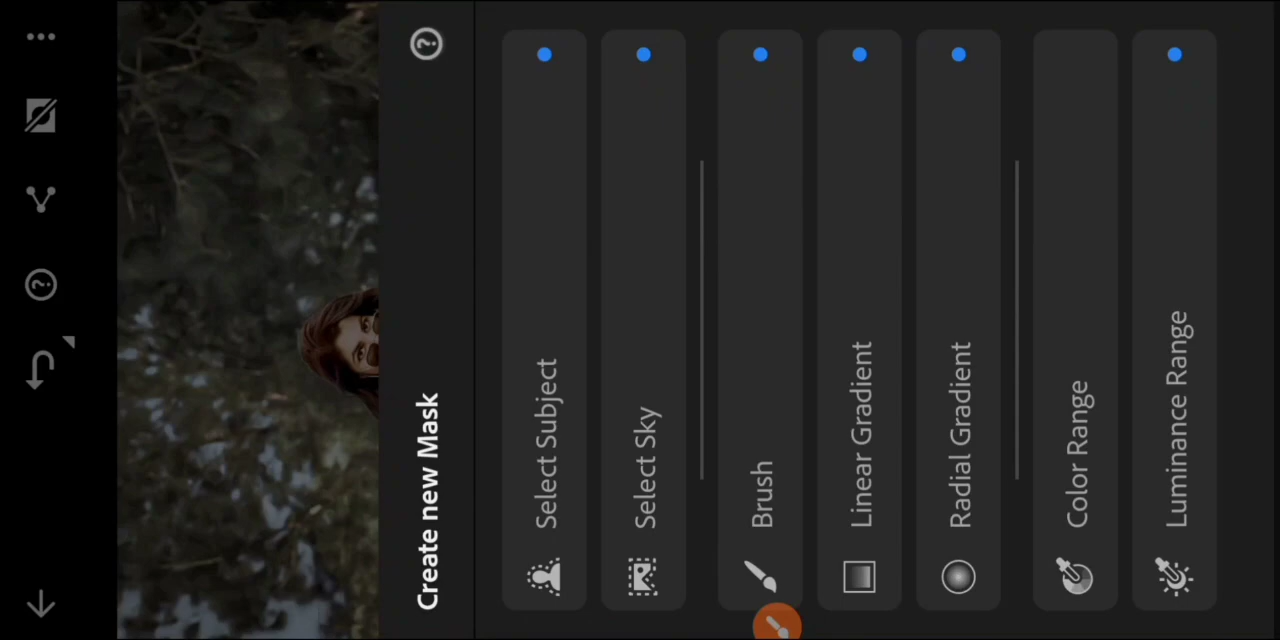 Create new Mask
Select Subject
Select Sky
Brush
Linear Gradient
Radial Gradient
Color Range
Luminance Range